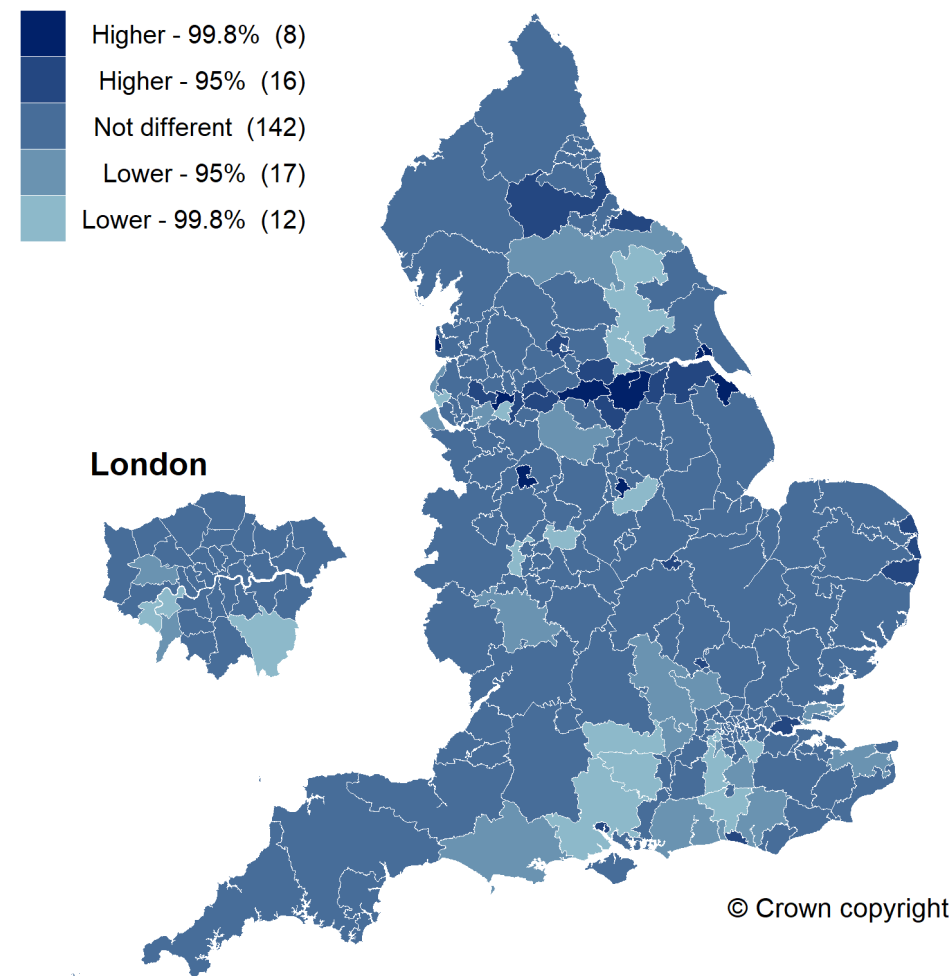 Higher - 99.8% (8)
Higher - 95% (16)
Not different (142)
Lower - 95% (17)
Lower - 99.8% (12)
London
© Crown copyright